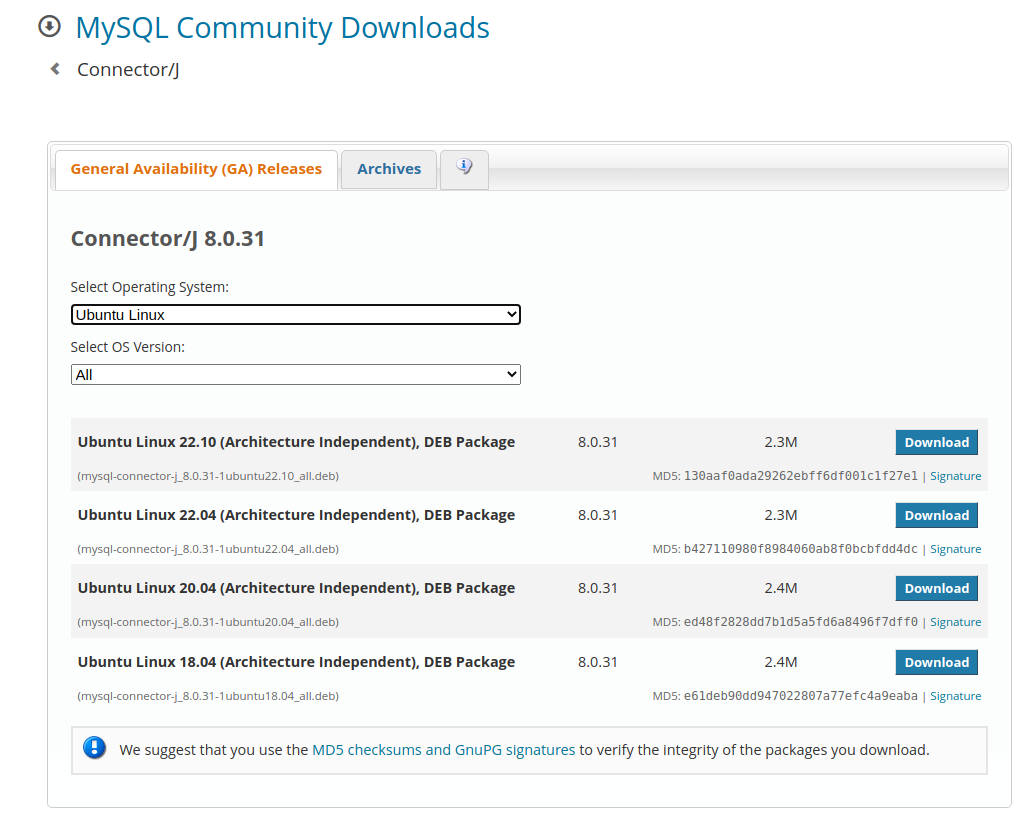 MySQL Community Downloads
Connector/J
General Availability (GA) Releases Archives
Connector/J 8.0.31
Select Operating System:
Ubuntu Linux
Select OS Version:
All
Ubuntu Linux 22.10 (Architecture Independent), DEB Package 8.0.31 2.3M Download
(mysql-connector-j_8.0.31-1ubuntu22.10_all.deb) MD5: 130aaf0ada29262ebff6df001c1f27e1 | Signature
Ubuntu Linux 22.04 (Architecture Independent), DEB Package 8.0.31 2.3M Download
(mysql-connector-j_8.0.31-1ubuntu22.04_all.deb) MD5: b427110980f8984060ab8f0bcbfdd4dc | Signature
Ubuntu Linux 20.04 (Architecture Independent), DEB Package 8.0.31 2.4M Download
(mysql-connector-j_8.0.31-1ubuntu20.04_all.deb) MD5: ed48f2828dd7b1d5a5fd6a8496f7dff0 | Signature
Ubuntu Linux 18.04 (Architecture Independent), DEB Package 8.0.31 2.4M Download
(mysql-connector-j_8.0.31-1ubuntu18.04_all.deb) MD5: e61deb90dd947022807a77efc4a9eaba | Signature
We suggest that you use the MD5 checksums and GnuPG signatures to verify the integrity of the packages you download.